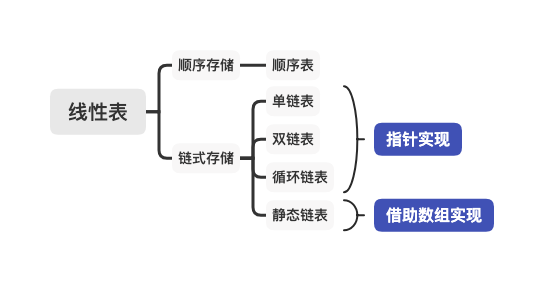 线性表
顺序存储
顺序表
链式存储
单链表
双链表
循环链表
静态链表
指针实现
借助数组实现